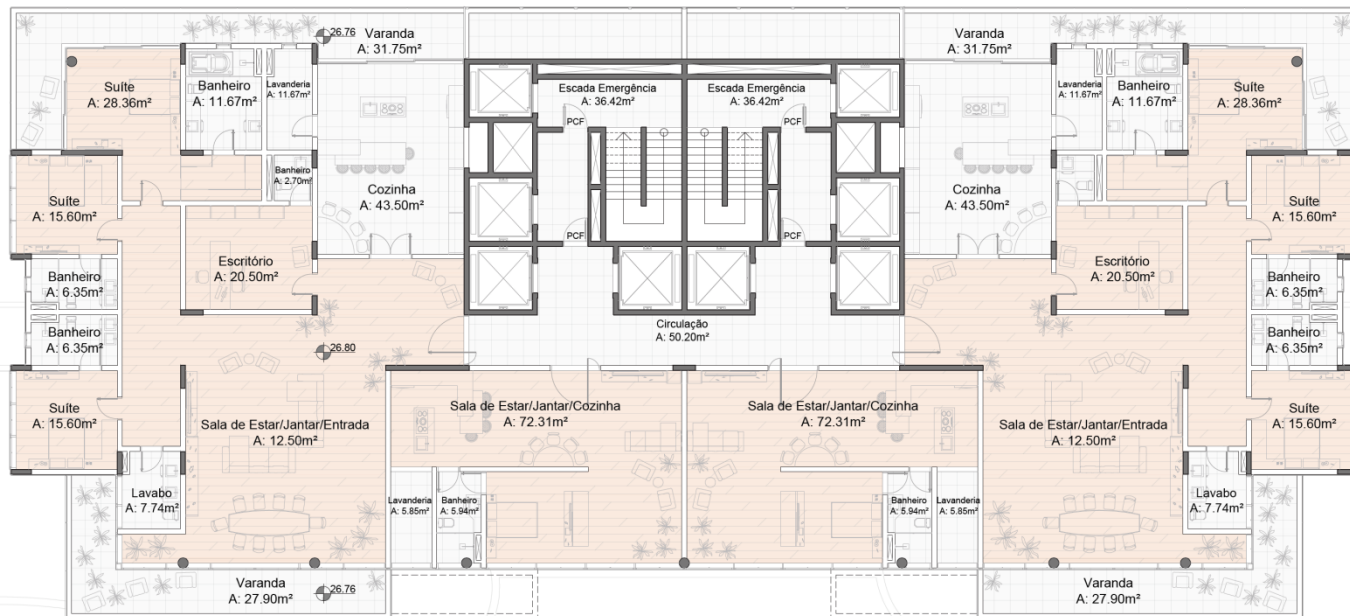 26.76
Varanda
A: 31.75m²
Varanda
A: 31.75m²
Suíte
A: 28.36m²
Banheiro
A: 11.67m²
Lavanderia
A: 11.67m²
Escada Emergência
A: 36.42m²
Escada Emergência
A: 36.42m²
Lavanderia
A: 11.67m²
Banheiro
A: 11.67m²
Suíte
A: 28.36m²
PCF
PCF
Banheiro
A: 2.70m²
Suíte
A: 15.60m²
Cozinha
A: 43.50m²
Cozinha
A: 43.50m²
Suíte
A: 15.60m²
PCF
PCF
Escritório
A: 20.50m²
Escritório
A: 20.50m²
Banheiro
A: 6.35m²
Banheiro
A: 6.35m²
Banheiro
A: 6.35m²
Banheiro
A: 6.35m²
Circulação
A: 50.20m²
26.80
Suíte
A: 15.60m²
Sala de Estar/Jantar/Entrada
A: 12.50m²
Sala de Estar/Jantar/Cozinha
A: 72.31m²
Sala de Estar/Jantar/Cozinha
A: 72.31m²
Sala de Estar/Jantar/Entrada
A: 12.50m²
Suíte
A: 15.60m²
Lavabo
A: 7.74m²
Lavanderia
A: 5.85m²
Banheiro
A: 5.94m²
Banheiro
A: 5.94m²
Lavanderia
A: 5.85m²
Lavabo
A: 7.74m²
Varanda
A: 27.90m²
26.76
Varanda
A: 27.90m²